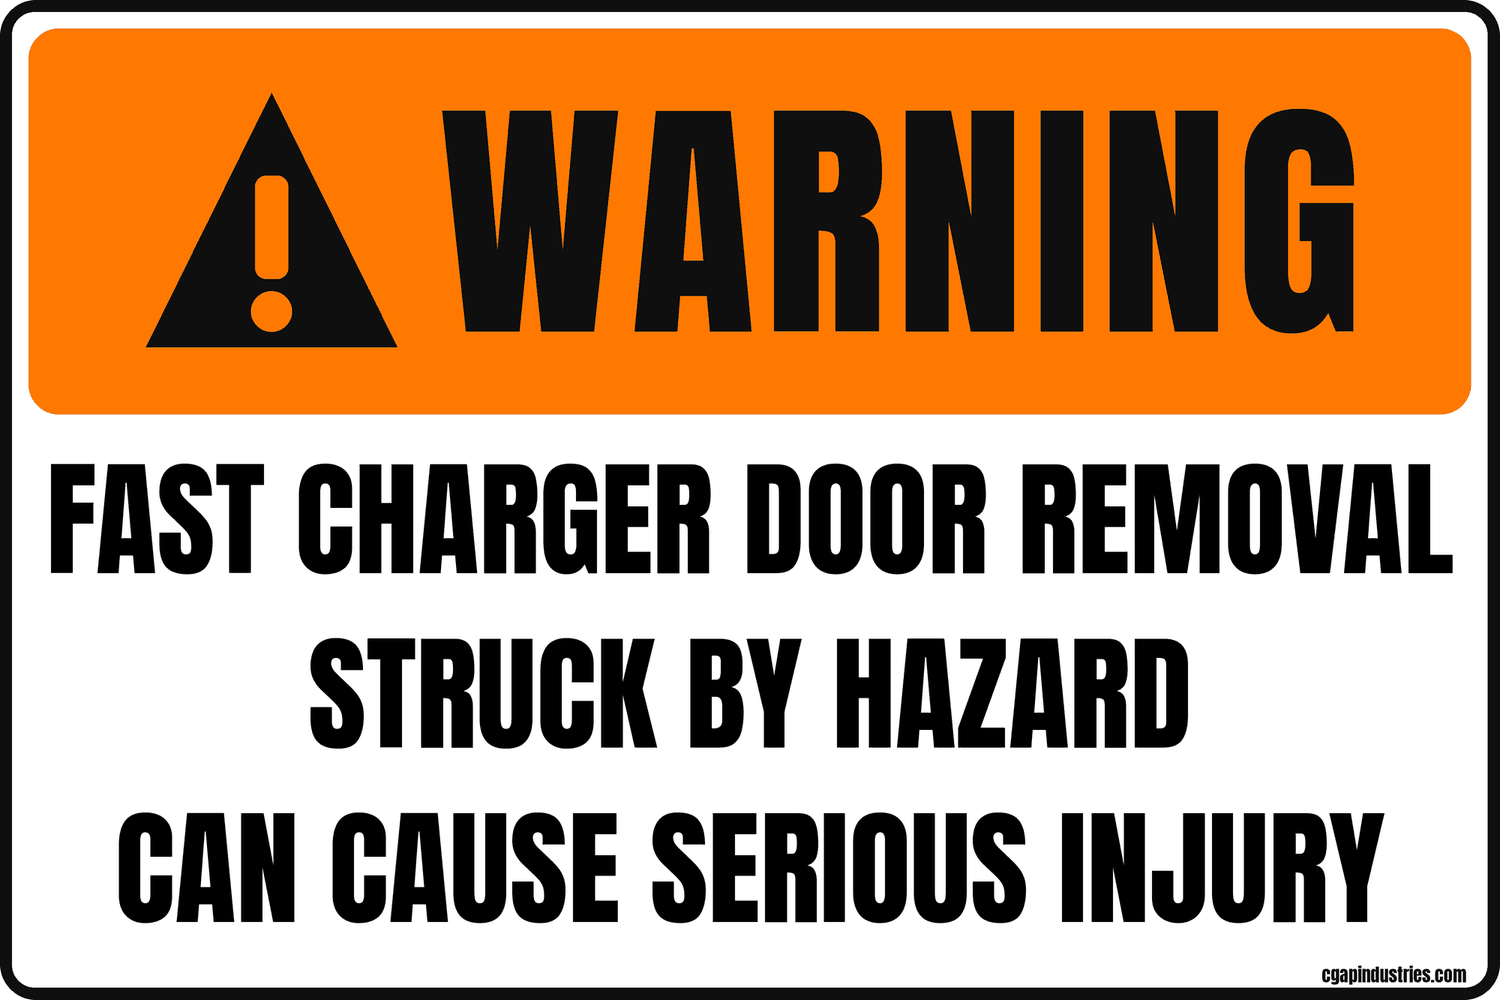 WARNING
FAST CHARGER DOOR REMOVAL
STRUCK BY HAZARD
CAN CAUSE SERIOUS INJURY
cgapindustries.com